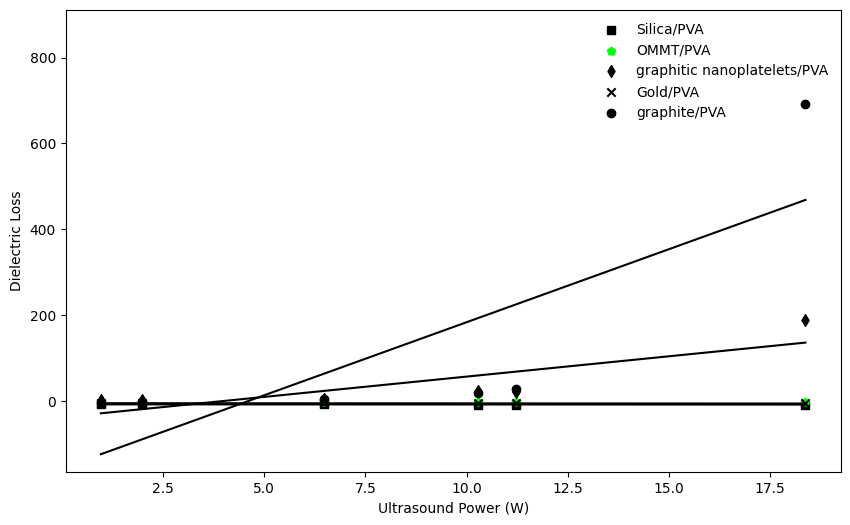 Silica/PVA
OMMT/PVA
graphitic nanoplatelets/PVA
Gold/PVA
graphite/PVA
800
600
400
200
0
Dielectric Loss
2.5 5.0 7.5 10.0 12.5 15.0 17.5
Ultrasound Power (W)